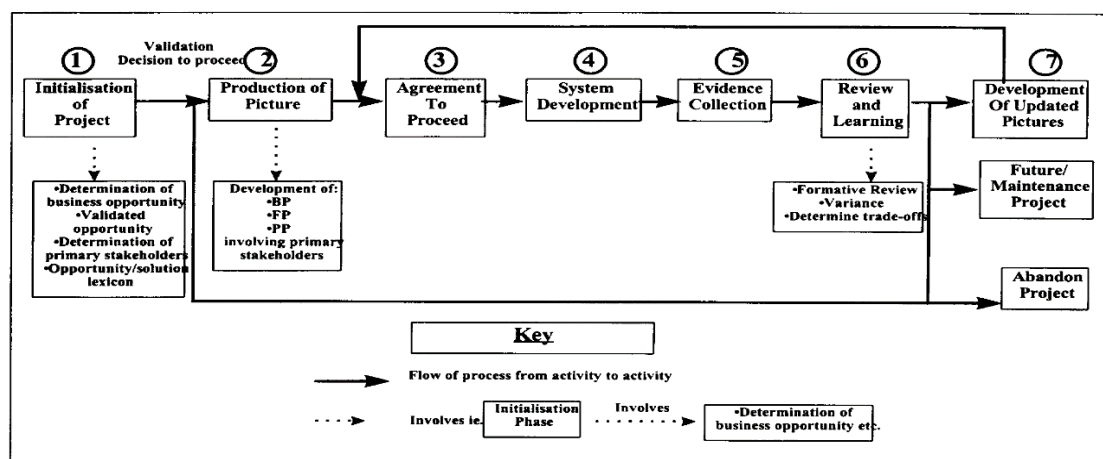 Validation
Decision to proceed
1
2
3
4
5
6
7
Initialisation
of
Project
Production of
Picture
Agreement
To
Proceed
System
Development
Evidence
Collection
Review
and
Learning
Development
Of Updated
Pictures
•Determination of
business opportunity
•Validated
opportunity
•Determination of
primary stakeholders
•Opportunity/solution
lexicon
Development of:
•BP
•FP
•PP
involving primary
stakeholders
•Formative Review
•Variance
•Determine trade-offs
Future/
Maintenance
Project
Abandon
Project
Key
Flow of process from activity to activity
Involves ie.
Initialisation
Phase
Involves
•Determination of
business opportunity etc.